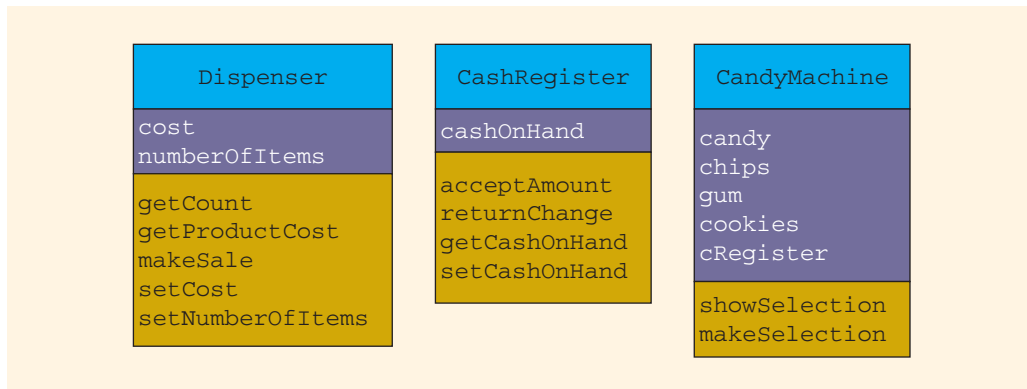 Dispenser
cost
numberOfItems
getCount
getProductCost
makeSale
setCost
setNumberOfItems
CashRegister
cashOnHand
acceptAmount
returnChange
getCashOnHand
setCashOnHand
CandyMachine
candy
chips
gum
cookies
cRegister
showSelection
makeSelection